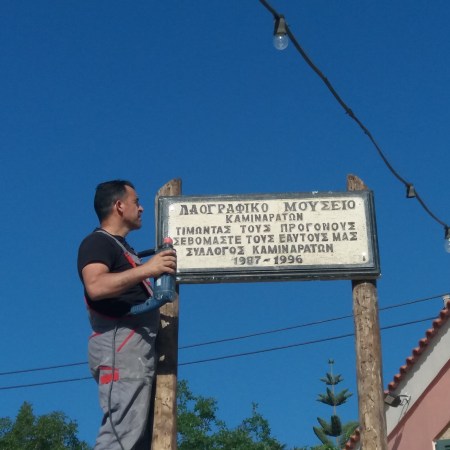 ΛΑΟΓΡΑΦΙΚΟ ΜΟΥΣΕΙΟ
ΚΑΜΙΝΑΡΑΤΩΝ
ΤΙΜΩΝΤΑΣ ΤΟΥΣ ΠΡΟΓΟΝΟΥΣ
ΣΕΒΟΜΑΣΤΕ ΤΟΥΣ ΕΑΥΤΟΥΣ ΜΑΣ
ΣΥΛΛΟΓΟΣ ΚΑΜΙΝΑΡΑΤΩΝ
1987-1996